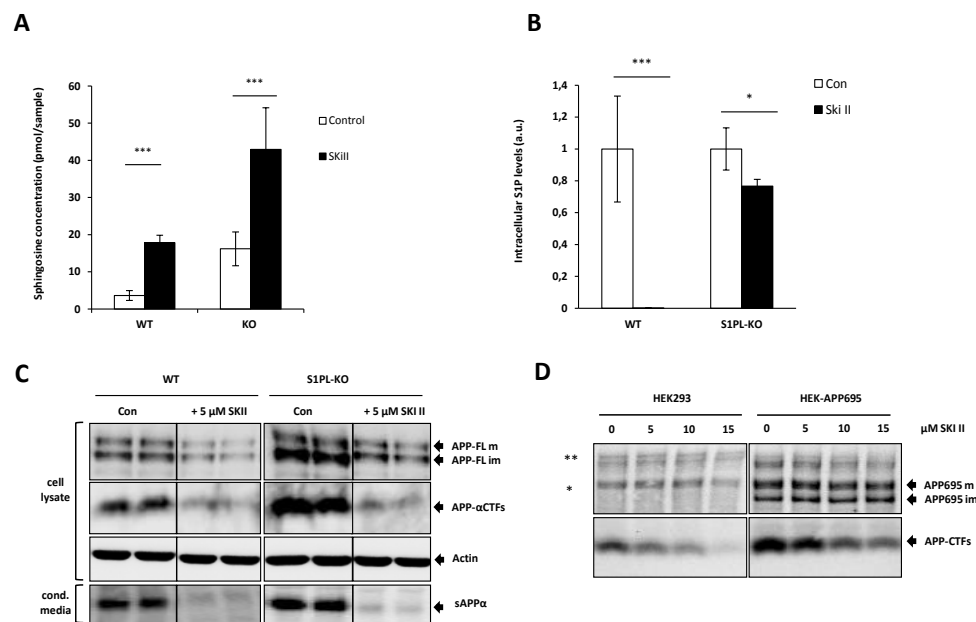 A
Sphingosine concentration (pmol/sample)
60
50
40
30
20
10
0
***
***
Control
SKiII
WT
KO
B
Intracellular S1P levels (a.u.)
1,4
1,2
1
0,8
0,6
0,4
0,2
0
***
*
Con
Ski II
WT
S1PL-KO
C
WT
S1PL-KO
Con
+ 5 µM SKII
Con
+ 5 µM SKI II
cell
lysate
APP-FL m
APP-FL im
APP-αCTFs
Actin
cond.
media
sAPPα
D
HEK293
HEK-APP695
0 5 10 15 0 5 10 15 µM SKI II
**
*
APP695 m
APP695 im
APP-CTFs